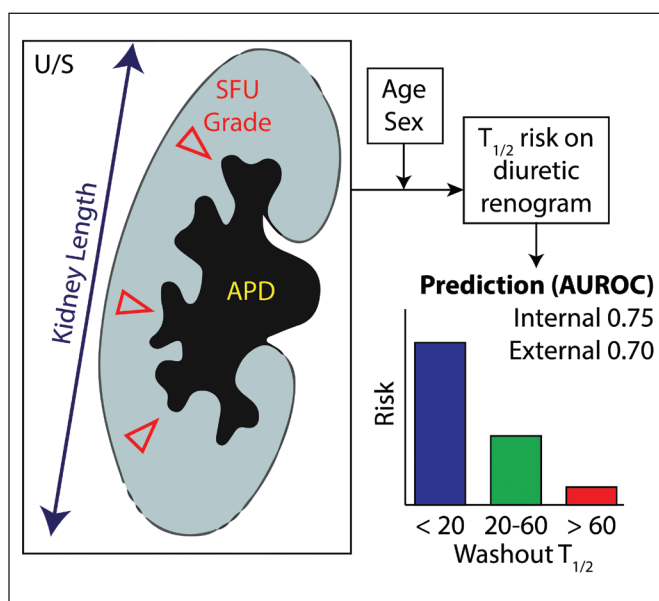 U/S
SFU
Grade
Kidney Length
APD
Age
Sex
T1/2 risk on
diuretic
renogram
Prediction (AUROC)
Internal 0.75
External 0.70
Risk
< 20 20-60 > 60
Washout T1/2